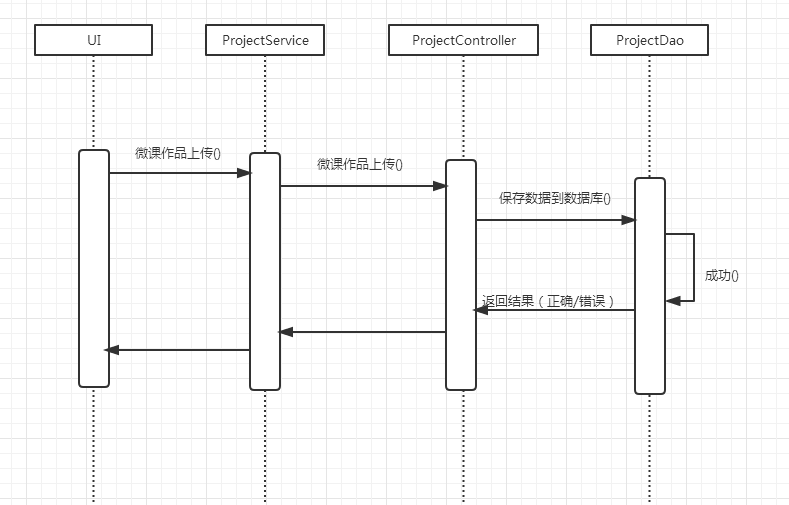 UI
ProjectService
ProjectController
ProjectDao
微课作品上传()
微课作品上传()
保存数据到数据库()
成功()
返回结果（正确/错误）